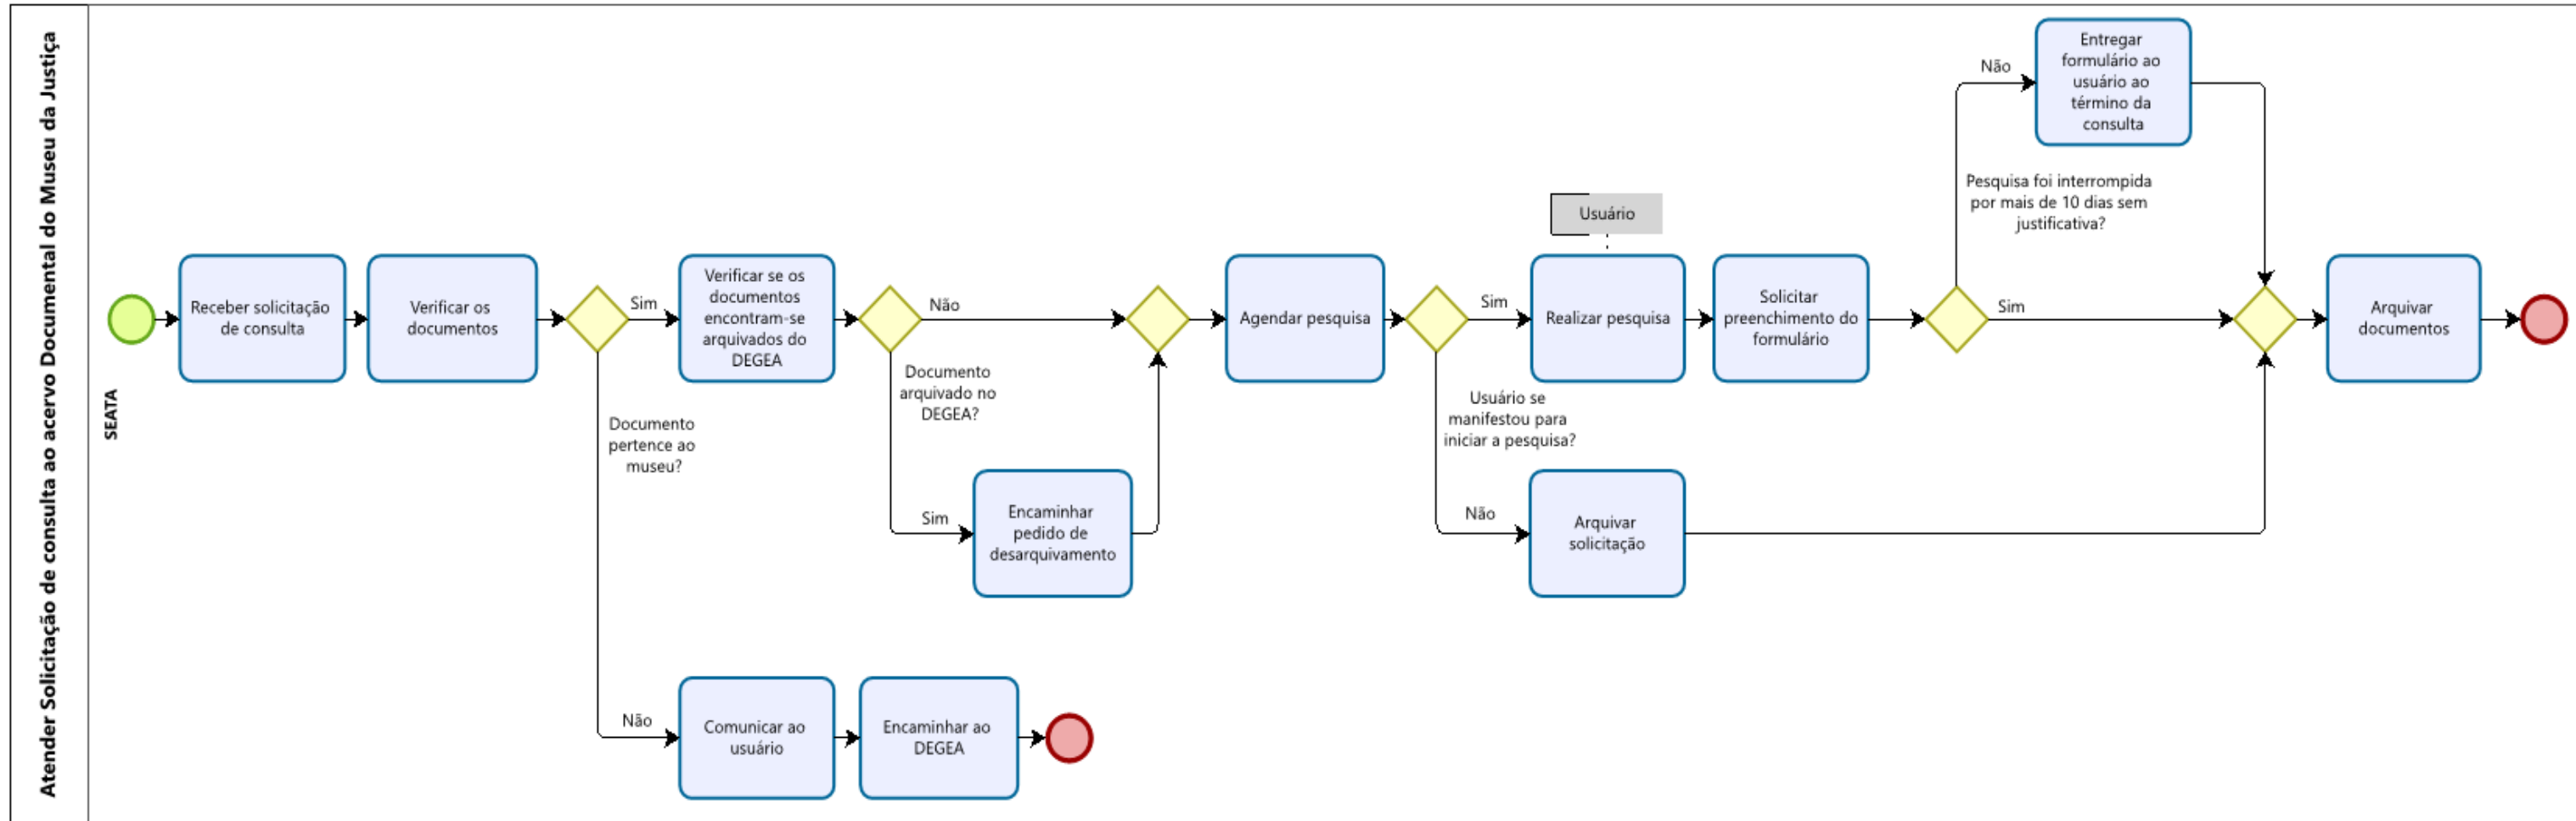 Atender Solicitação de consulta ao acervo Documental do Museu da Justiça
SEATA
Receber solicitação
de consulta
Verificar os
documentos
Documento
pertence ao
museu?
Sim
Verificar se os
documentos
encontram-se
arquivados do
DEGEA
Não
Comunicar ao
usuário
Encaminhar ao
DEGEA
Documento
arquivado no
DEGEA?
Não
Sim
Encaminhar
pedido de
desarquivamento
Agendar pesquisa
Usuário se
manifestou para
iniciar a pesquisa?
Sim
Usuário
Realizar pesquisa
Não
Arquivar
solicitação
Solicitar
preenchimento do
formulário
Pesquisa foi interrompida
por mais de 10 dias sem
justificativa?
Não
Entregar
formulário ao
usuário ao
término da
consulta
Sim
Arquivar
documentos